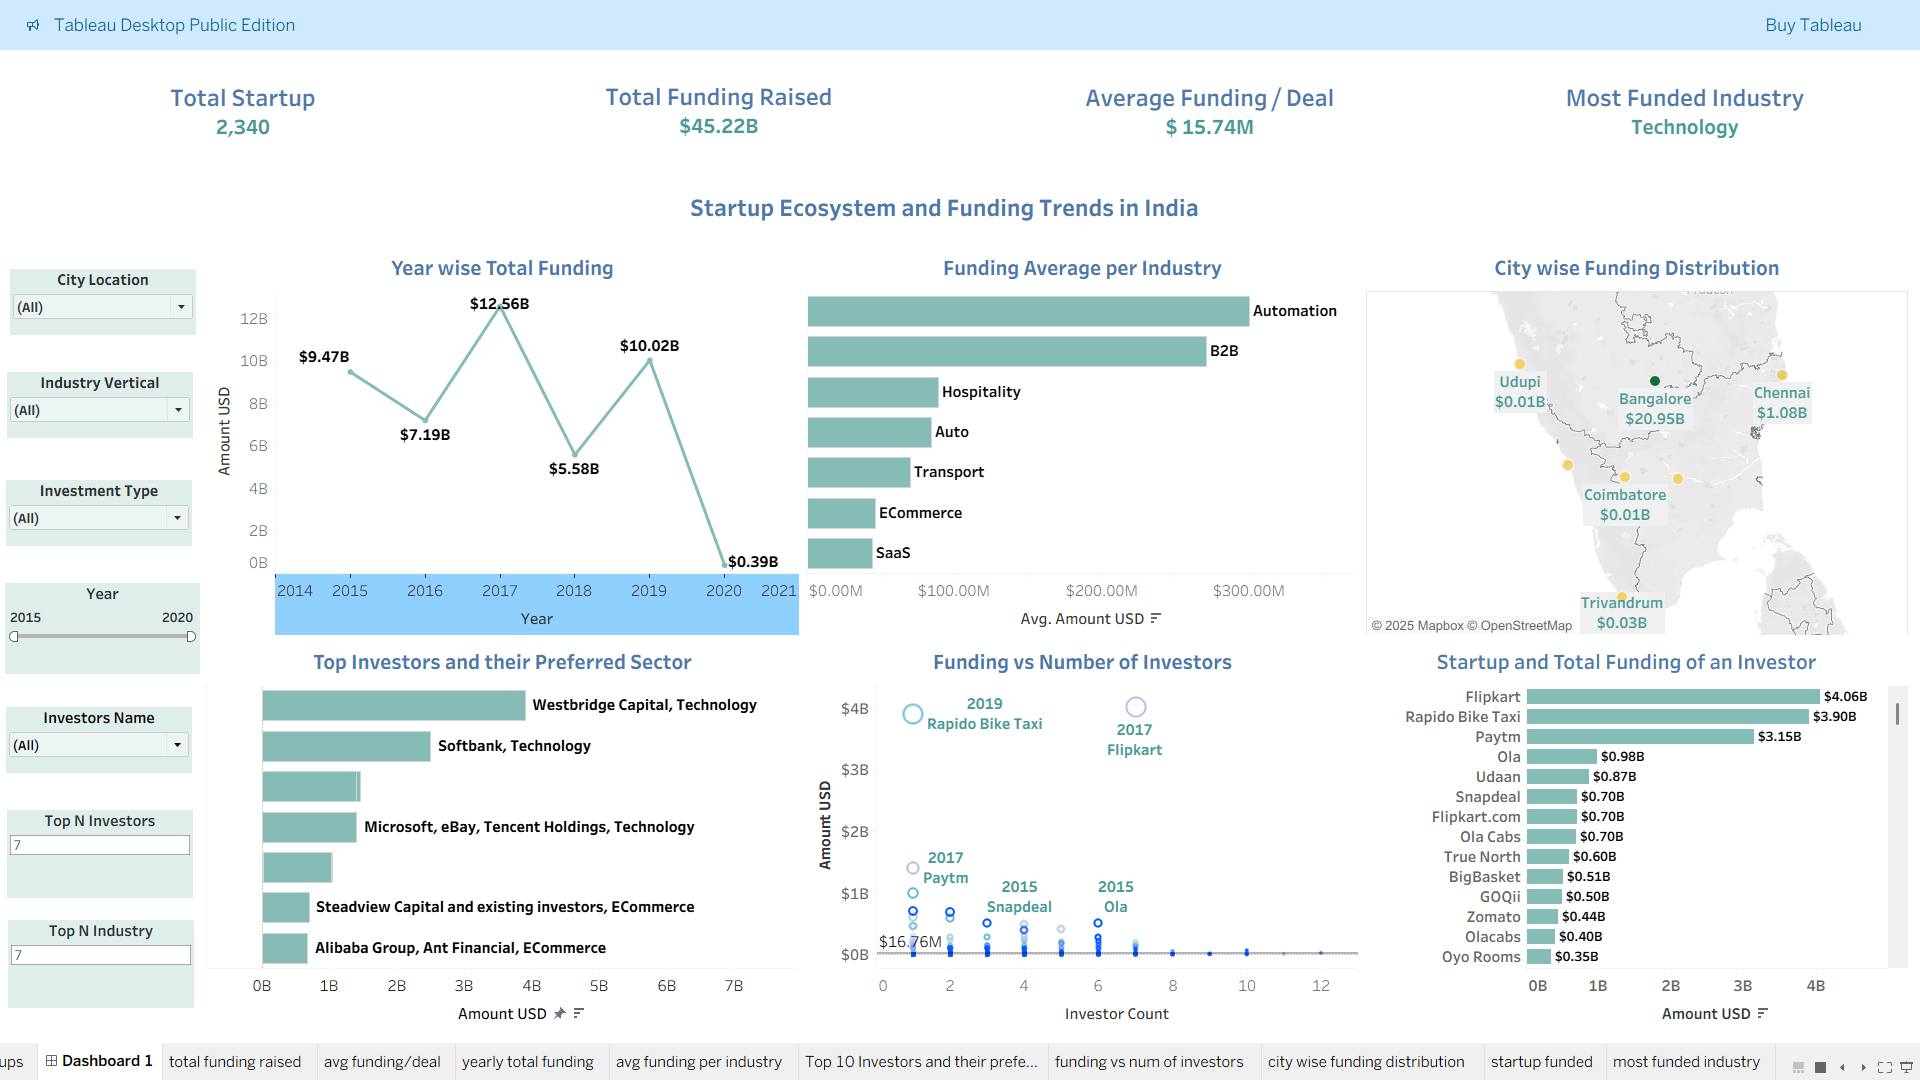 Tableau Desktop Public Edition
Buy Tableau
Total Startup
2,340
Total Funding Raised
$45.22B
Average Funding / Deal
$ 15.74M
Most Funded Industry
Technology
Startup Ecosystem and Funding Trends in India
City Location
(All)
Industry Vertical
(All)
Investment Type
(All)
Year
2015 2020
Investors Name
(All)
Top N Investors
7
Top N Industry
7
Year wise Total Funding
Amount USD
12B
10B
8B
6B
4B
2B
0B
$9.47B
$7.19B
$12.56B
$5.58B
$10.02B
$0.39B
2014 2015 2016 2017 2018 2019 2020 2021
Year
Funding Average per Industry
Automation
B2B
Hospitality
Auto
Transport
ECommerce
SaaS
$0.00M $100.00M $200.00M $300.00M
Avg. Amount USD
City wise Funding Distribution
Udupi
$0.01B
Bangalore
$20.95B
Chennai
$1.08B
Coimbatore
$0.01B
Trivandrum
$0.03B
© 2025 Mapbox © OpenStreetMap
Top Investors and their Preferred Sector
Westbridge Capital, Technology
Softbank, Technology
Microsoft, eBay, Tencent Holdings, Technology
Steadview Capital and existing investors, ECommerce
Alibaba Group, Ant Financial, ECommerce
0B 1B 2B 3B 4B 5B 6B 7B
Amount USD
Funding vs Number of Investors
Amount USD
$4B
$3B
$2B
$1B
$0B
2019
Rapido Bike Taxi
2017
Flipkart
2017
Paytm
2015
Snapdeal
2015
Ola
$16.76M
0 2 4 6 8 10 12
Investor Count
Startup and Total Funding of an Investor
Flipkart $4.06B
Rapido Bike Taxi $3.90B
Paytm $3.15B
Ola $0.98B
Udaan $0.87B
Snapdeal $0.70B
Flipkart.com $0.70B
Ola Cabs $0.70B
True North $0.60B
BigBasket $0.51B
GOQii $0.50B
Zomato $0.44B
Olacabs $0.40B
Oyo Rooms $0.35B
0B 1B 2B 3B 4B
Amount USD
ups
Dashboard 1
total funding raised
avg funding/deal
yearly total funding
avg funding per industry
Top 10 Investors and their prefe...
funding vs num of investors
city wise funding distribution
startup funded
most funded industry